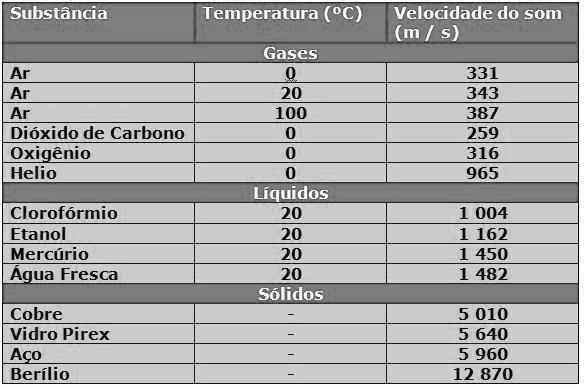 Substância Temperatura (ºC) Velocidade do som (m / s)
Gases
Ar 0 331
Ar 20 343
Ar 100 387
Dióxido de Carbono 0 259
Oxigênio 0 316
Helio 0 965
Líquidos
Clorofórmio 20 1 004
Etanol 20 1 162
Mercúrio 20 1 450
Água Fresca 20 1 482
Sólidos
Cobre - 5 010
Vidro Pirex - 5 640
Aço - 5 960
Berílio - 12 870